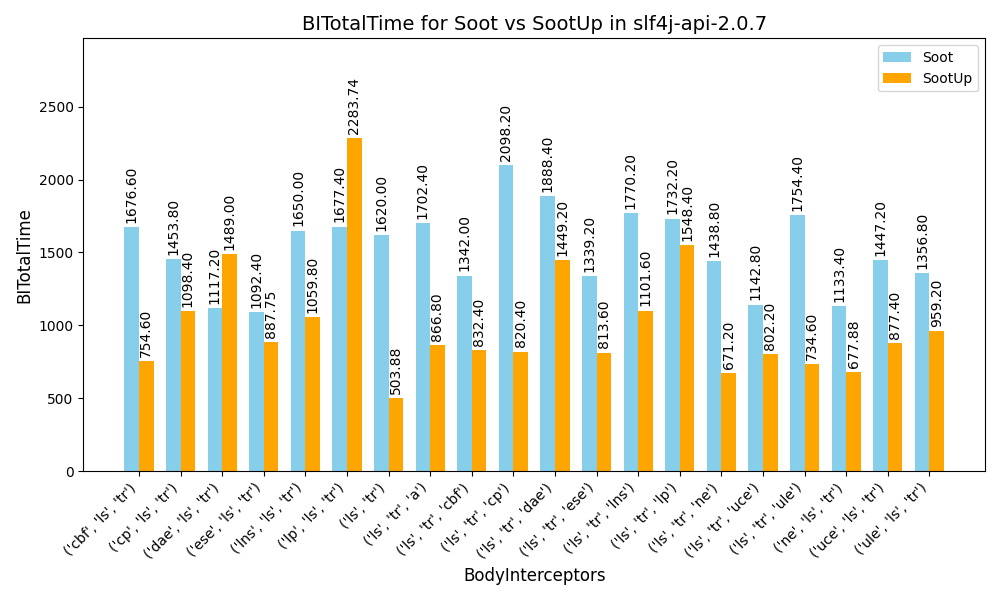 BITotalTime for Soot vs SootUp in slf4j-api-2.0.7
Soot
SootUp
BITotalTime
2500
2000
1500
1000
500
0
1676.60
754.60
1453.80
1098.40
1117.20
1489.00
1092.40
887.75
1650.00
1059.80
1677.40
2283.74
1620.00
503.88
1702.40
866.80
1342.00
832.40
2098.20
820.40
1888.40
1449.20
1339.20
813.60
1770.20
1101.60
1732.20
1548.40
1438.80
671.20
1142.80
802.20
1754.40
734.60
1133.40
677.88
1447.20
877.40
1356.80
959.20
('cbf', 'ls', 'tr')
('cp', 'ls', 'tr')
('dae', 'ls', 'tr')
('ese', 'ls', 'tr')
('lns', 'ls', 'tr')
('lp', 'ls', 'tr')
('ls', 'tr')
('ls', 'tr', 'a')
('ls', 'tr', 'cbf')
('ls', 'tr', 'cp')
('ls', 'tr', 'dae')
('ls', 'tr', 'ese')
('ls', 'tr', 'lns')
('ls', 'tr', 'lp')
('ls', 'tr', 'ne')
('ls', 'tr', 'uce')
('ls', 'tr', 'ule')
('ne', 'ls', 'tr')
('uce', 'ls', 'tr')
('ule', 'ls', 'tr')
BodyInterceptors